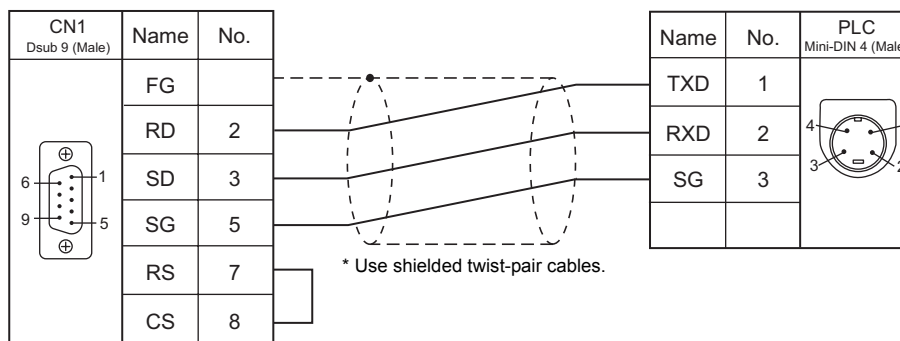 CN1
Dsub 9 (Male)
Name No.
FG
RD 2
SD 3
SG 5
RS 7
CS 8
1
6
9
5
* Use shielded twist-pair cables.
Name No.
PLC
Mini-DIN 4 (Male
TXD 1
RXD 2
SG 3
4
3
2